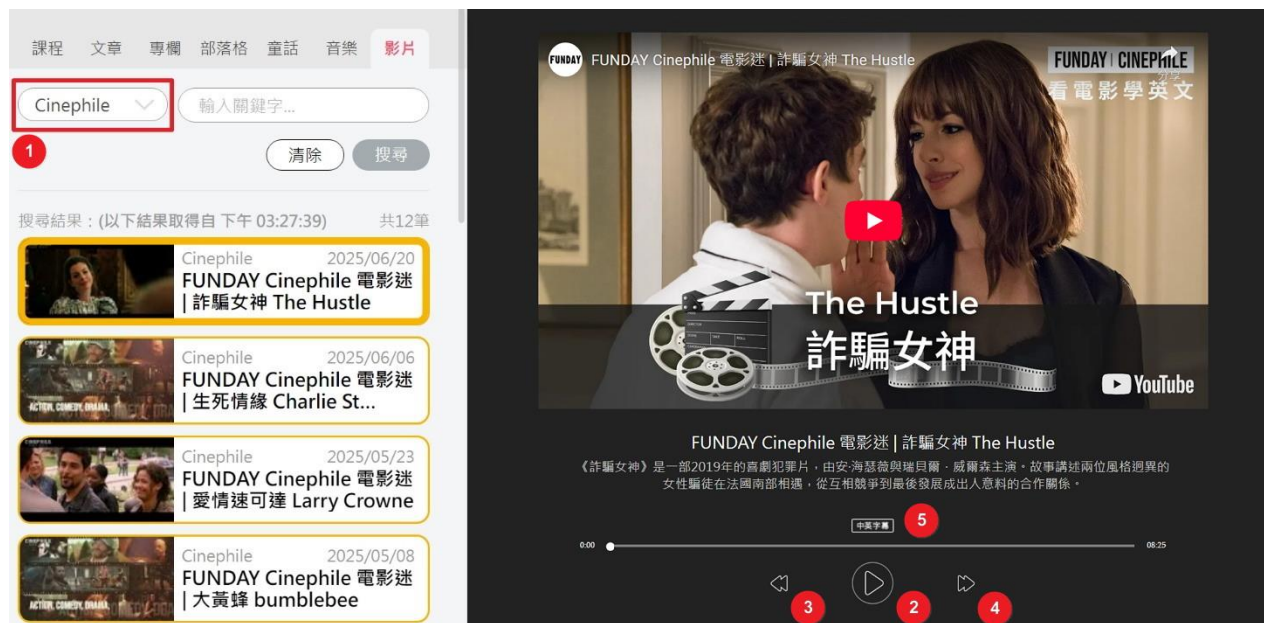 課程 文章 專欄 部落格 童話 音樂 影片
Cinephile 輸入關鍵字...
1
清除 搜尋
搜尋結果：(以下結果取得自 下午 03:27:39) 共12筆
Cinephile 2025/06/20
FUNDAY Cinephile 電影迷
| 詐騙女神 The Hustle
Cinephile 2025/06/06
FUNDAY Cinephile 電影迷
| 生死情緣 Charlie St...
ACTION, COMEDY, DRAMA,
Cinephile 2025/05/23
FUNDAY Cinephile 電影迷
| 愛情速可達 Larry Crowne
Cinephile 2025/05/08
FUNDAY Cinephile 電影迷
| 大黃蜂 bumblebee
ACTION, COMEDY, DRAMA,
FUNDAY FUNDAY Cinephile 電影迷 | 詐騙女神 The Hustle
FUNDAY | CINEPHILE
分享
看電影學英文
The Hustle
詐騙女神
YouTube
FUNDAY Cinephile 電影迷 | 詐騙女神 The Hustle
《詐騙女神》是一部2019年的喜劇犯罪片，由安·海瑟薇與瑞貝爾·威爾森主演。故事講述兩位風格迥異的
女性騙徒在法國南部相遇，從互相競爭到最後發展成出人意料的合作關係。
中英字幕 5
0:00 08:25
3 2 4